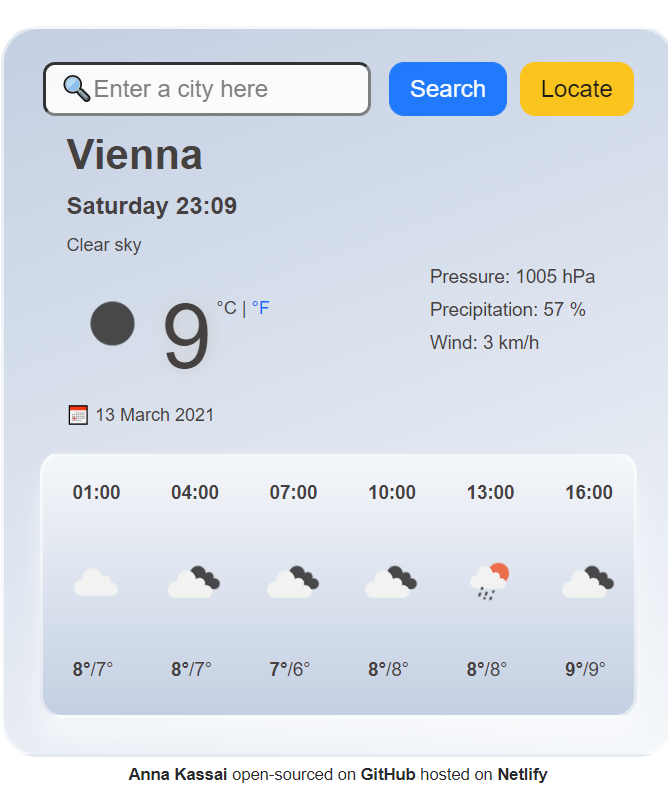 Enter a city here Search Locate
Vienna
Saturday 23:09
Clear sky
9 °C | °F
Pressure: 1005 hPa
Precipitation: 57 %
Wind: 3 km/h
13 March 2021
01:00 04:00 07:00 10:00 13:00 16:00
8°/7° 8°/7° 7°/6° 8°/8° 8°/8° 9°/9°
Anna Kassai open-sourced on GitHub hosted on Netlify